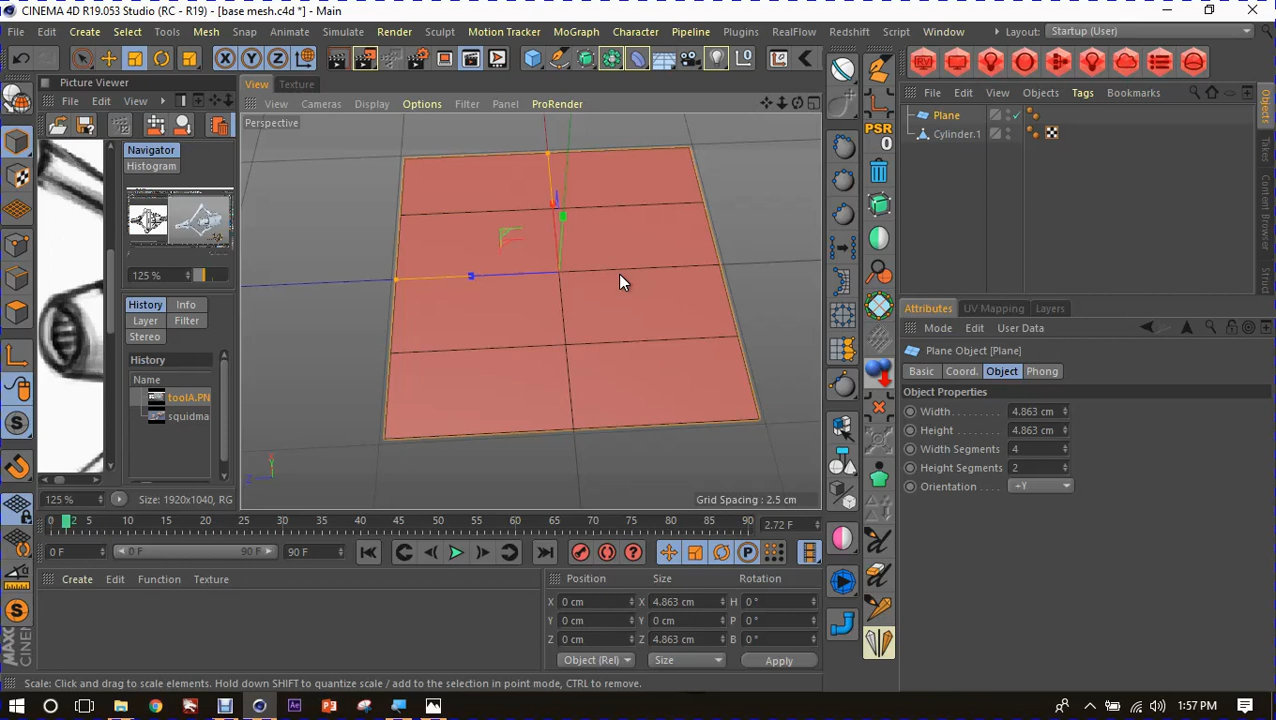 CINEMA 4D R19.053 Studio (RC - R19) - [base mesh.c4d *] - Main
File Edit Create Select Tools Mesh Snap Animate Simulate Render Sculpt Motion Tracker MoGraph Character Pipeline Plugins RealFlow Redshift Script Window Layout: Startup (User)
Picture Viewer
File Edit View
Navigator
Histogram
125 %
History Info
Layer Filter
Stereo
History
Name
toolA.PN
squidma
125 % Size: 1920x1040, RG
View Texture
View Cameras Display Options Filter Panel ProRender
Perspective
Grid Spacing : 2.5 cm
RVI
PSR
0
File Edit View Objects Tags Bookmarks
Plane
Cylinder.1
Objects
Takes
Content Browser
Struct
Attributes UV Mapping Layers
Mode Edit User Data
Plane Object [Plane]
Basic Coord. Object Phong
Object Properties
Width 4.863 cm
Height 4.863 cm
Width Segments 4
Height Segments 2
Orientation +Y
0 2 5 10 15 20 25 30 35 40 45 50 55 60 65 70 75 80 85 90 2.72 F
0 F 0 F 90 F 90 F
Create Edit Function Texture
Position Size Rotation
X 0 cm X 4.863 cm H 0 °
Y 0 cm Y 0 cm P 0 °
Z 0 cm Z 4.863 cm B 0 °
Object (Rel) Size Apply
Scale: Click and drag to scale elements. Hold down SHIFT to quantize scale / add to the selection in point mode, CTRL to remove.
1:57 PM